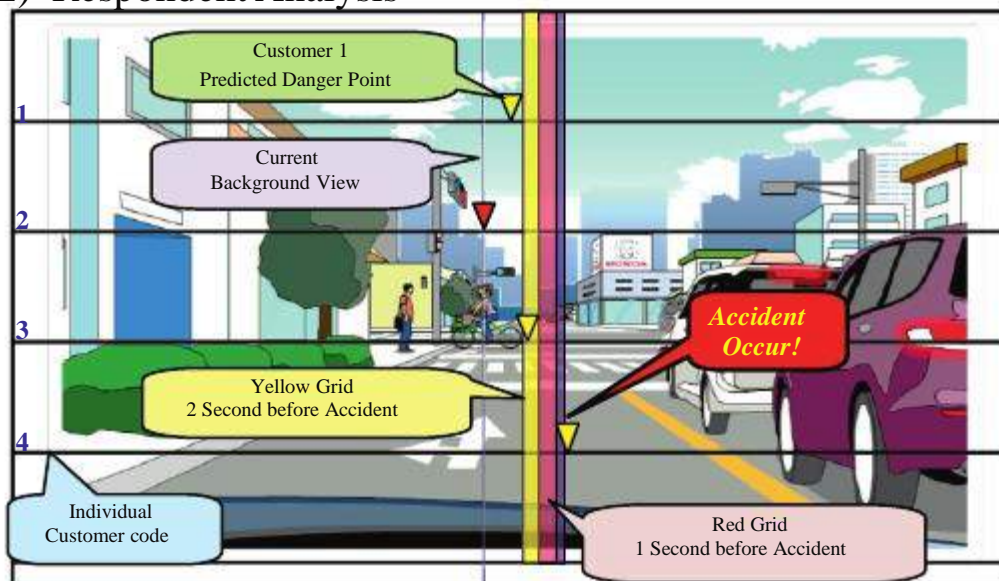 Respondent Analysis
Customer 1
Predicted Danger Point
1
Current
Background View
2
HONDA
3
Accident
Occur!
Yellow Grid
2 Second before Accident
4
Individual
Customer code
Red Grid
1 Second before Accident